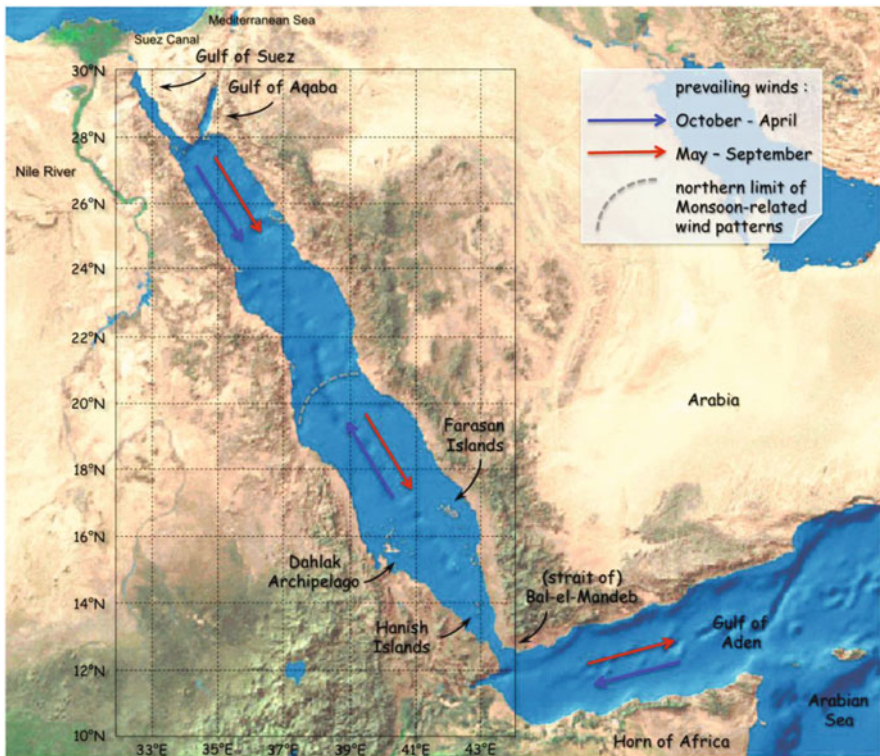 Mediterranean Sea
Suez Canal
Gulf of Suez
Gulf of Aqaba
Nile River
prevailing winds :
October - April
May - September
northern limit of
Monsoon-related
wind patterns
30°N
28°N
26°N
24°N
22°N
20°N
18°N
16°N
14°N
12°N
10°N
Arabia
Farasan
Islands
Dahlak
Archipelago
(strait of)
Bal-el-Mandeb
Hanish
Islands
Gulf of
Aden
Arabian
Sea
Horn of Africa
33°E
35°E
37°E
39°E
41°E
43°E